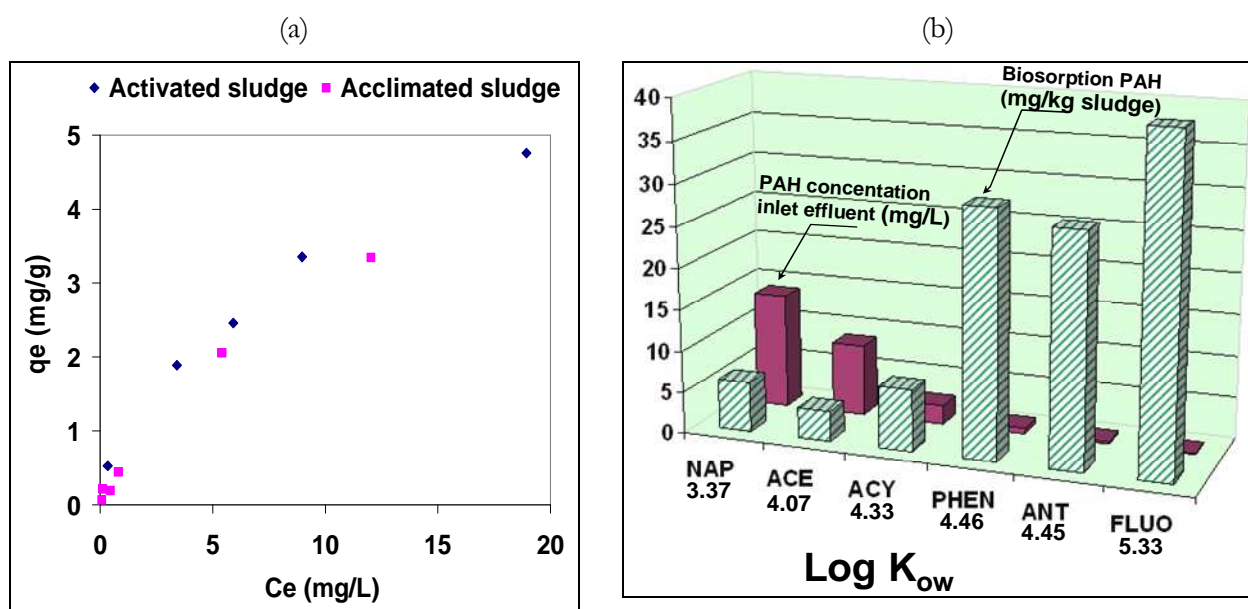 (a)
Activated sludge Acclimated sludge
5
4
3
2
1
0
qe (mg/g)
0 5 10 15 20
Ce (mg/L)
(b)
Biosorption PAH
(mg/kg sludge)
PAH concentation
inlet effluent (mg/L)
40
35
30
25
20
15
10
5
0
NAP ACE ACY PHEN ANT FLUO
3.37 4.07 4.33 4.46 4.45 5.33
Log Kow